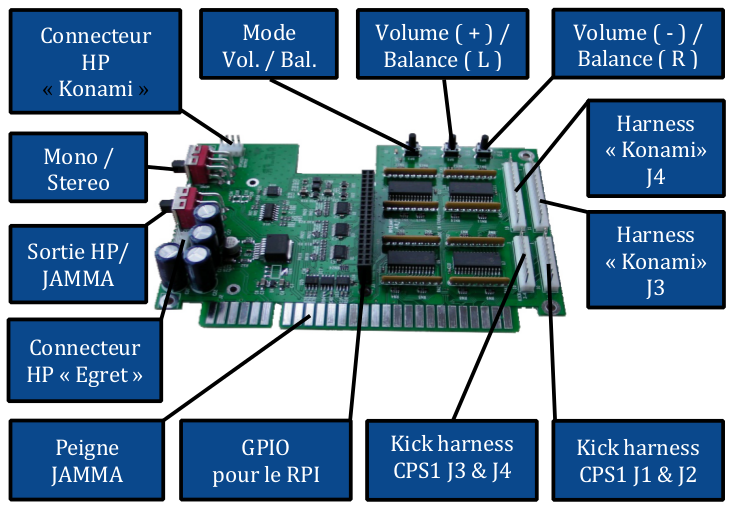 Connecteur
HP
« Konami »
Mode
Vol. / Bal.
Volume ( + ) /
Balance ( L )
Volume ( - ) /
Balance ( R )
Mono /
Stereo
Harness
« Konami»
J4
Sortie HP/
JAMMA
Harness
« Konami»
J3
Connecteur
HP « Egret »
Peigne
JAMMA
GPIO
pour le RPI
Kick harness
CPS1 J3 & J4
Kick harness
CPS1 J1 & J2